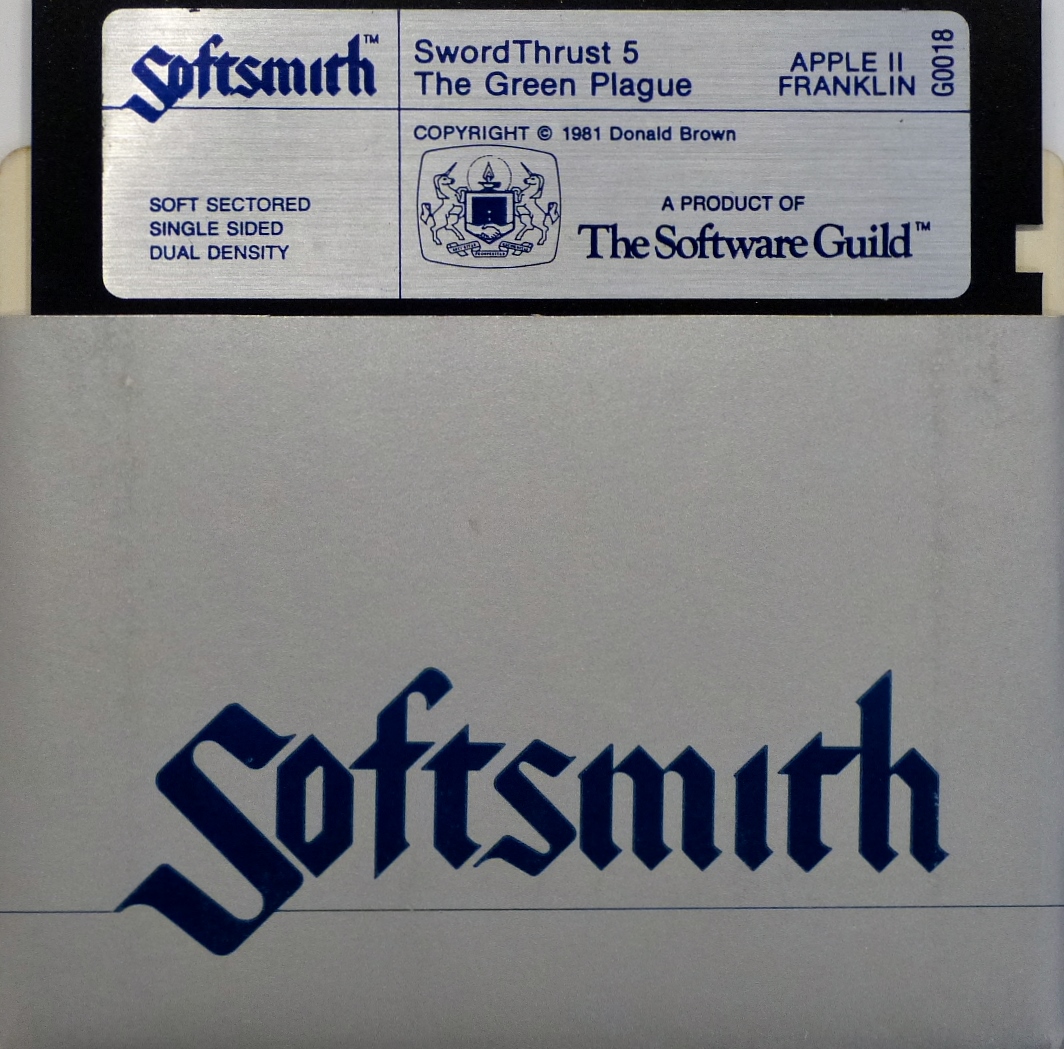 Softsmith™
SwordThrust 5
The Green Plague
APPLE II
FRANKLIN
G0018
COPYRIGHT © 1981 Donald Brown
SOFT SECTORED
SINGLE SIDED
DUAL DENSITY
A PRODUCT OF
The Software Guild™
Softsmith